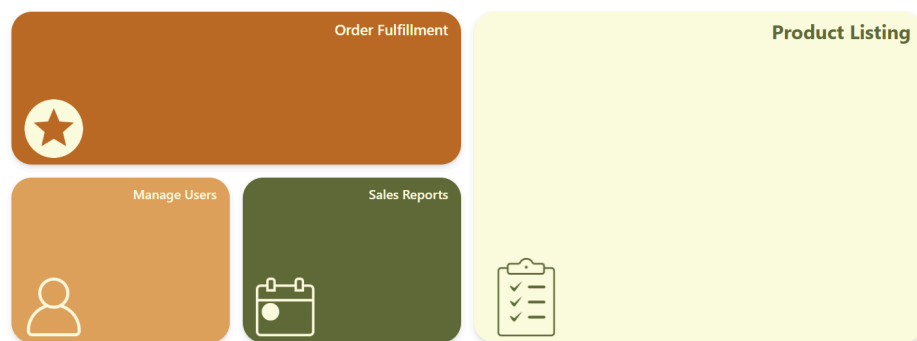 Order Fulfillment
Product Listing
Manage Users
Sales Reports